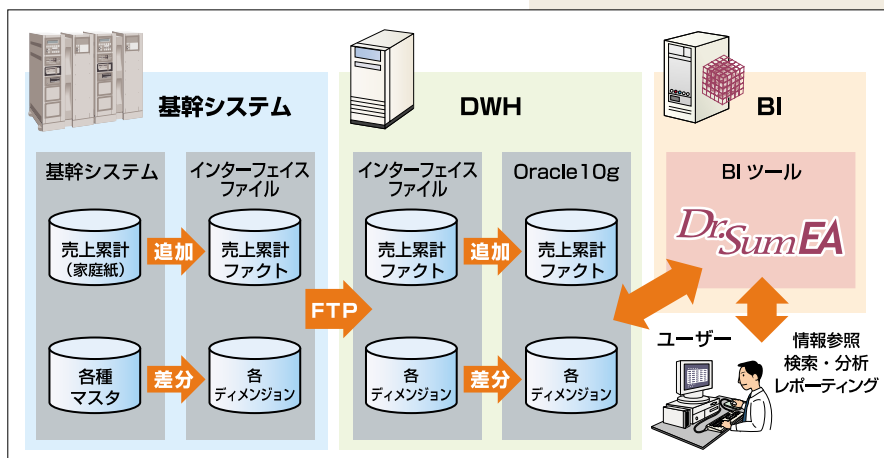 基幹システム
DWH
BI
基幹システム
インターフェイス
ファイル
インターフェイス
ファイル
Oracle10g
BIツール
売上累計
(家庭紙)
追加
売上累計
ファクト
売上累計
ファクト
追加
売上累計
ファクト
Dr.Sum EA
FTP
各種
マスタ
差分
各
ディメンジョン
各
ディメンジョン
差分
各
ディメンジョン
ユーザー
情報参照
検索・分析
レポーティング